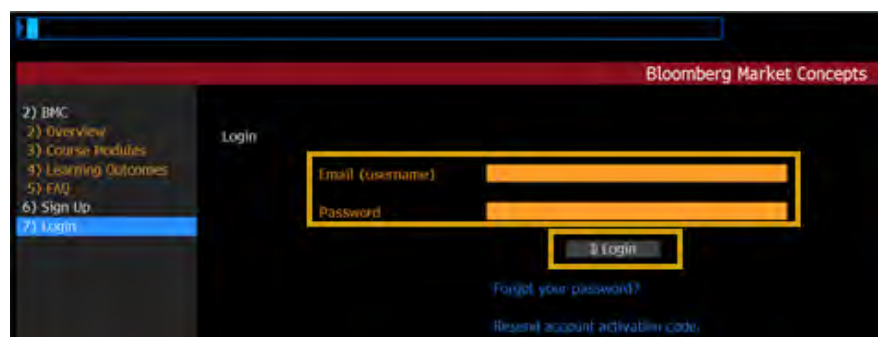 Bloomberg Market Concepts
2) BMC
2) Overview
3) Course Modules
4) Learning Outcomes
5) FAQ
6) Sign Up
7) Login
Login
Email (username)
Password
1) Login
Forgot your password?
Resend account activation code.